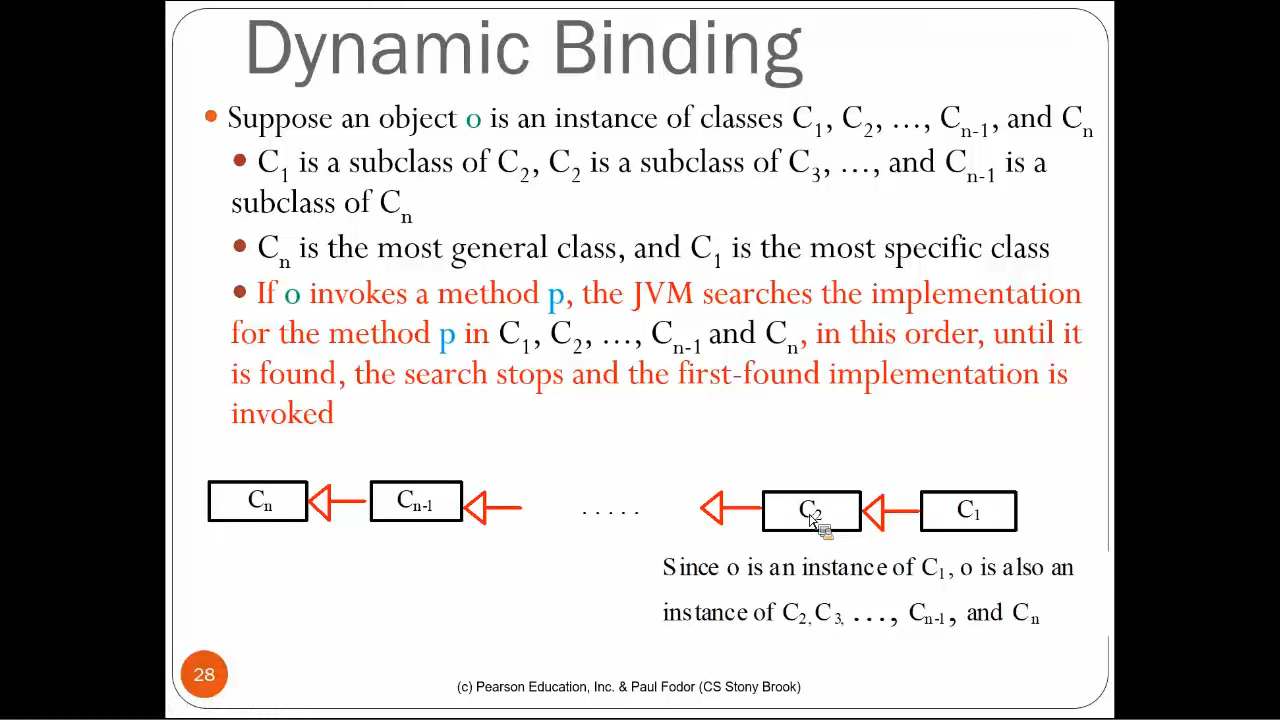 Dynamic Binding
• Suppose an object o is an instance of classes C1, C2, …, Cn-1, and Cn
• C1 is a subclass of C2, C2 is a subclass of C3, …, and Cn-1 is a
subclass of Cn
• Cn is the most general class, and C1 is the most specific class
• If o invokes a method p, the JVM searches the implementation
for the method p in C1, C2, …, Cn-1 and Cn, in this order, until it
is found, the search stops and the first-found implementation is
invoked
Cn Cn-1 ..... C2 C1
Since o is an instance of C1, o is also an
instance of C2, C3, …, Cn-1, and Cn
28
(c) Pearson Education, Inc. & Paul Fodor (CS Stony Brook)